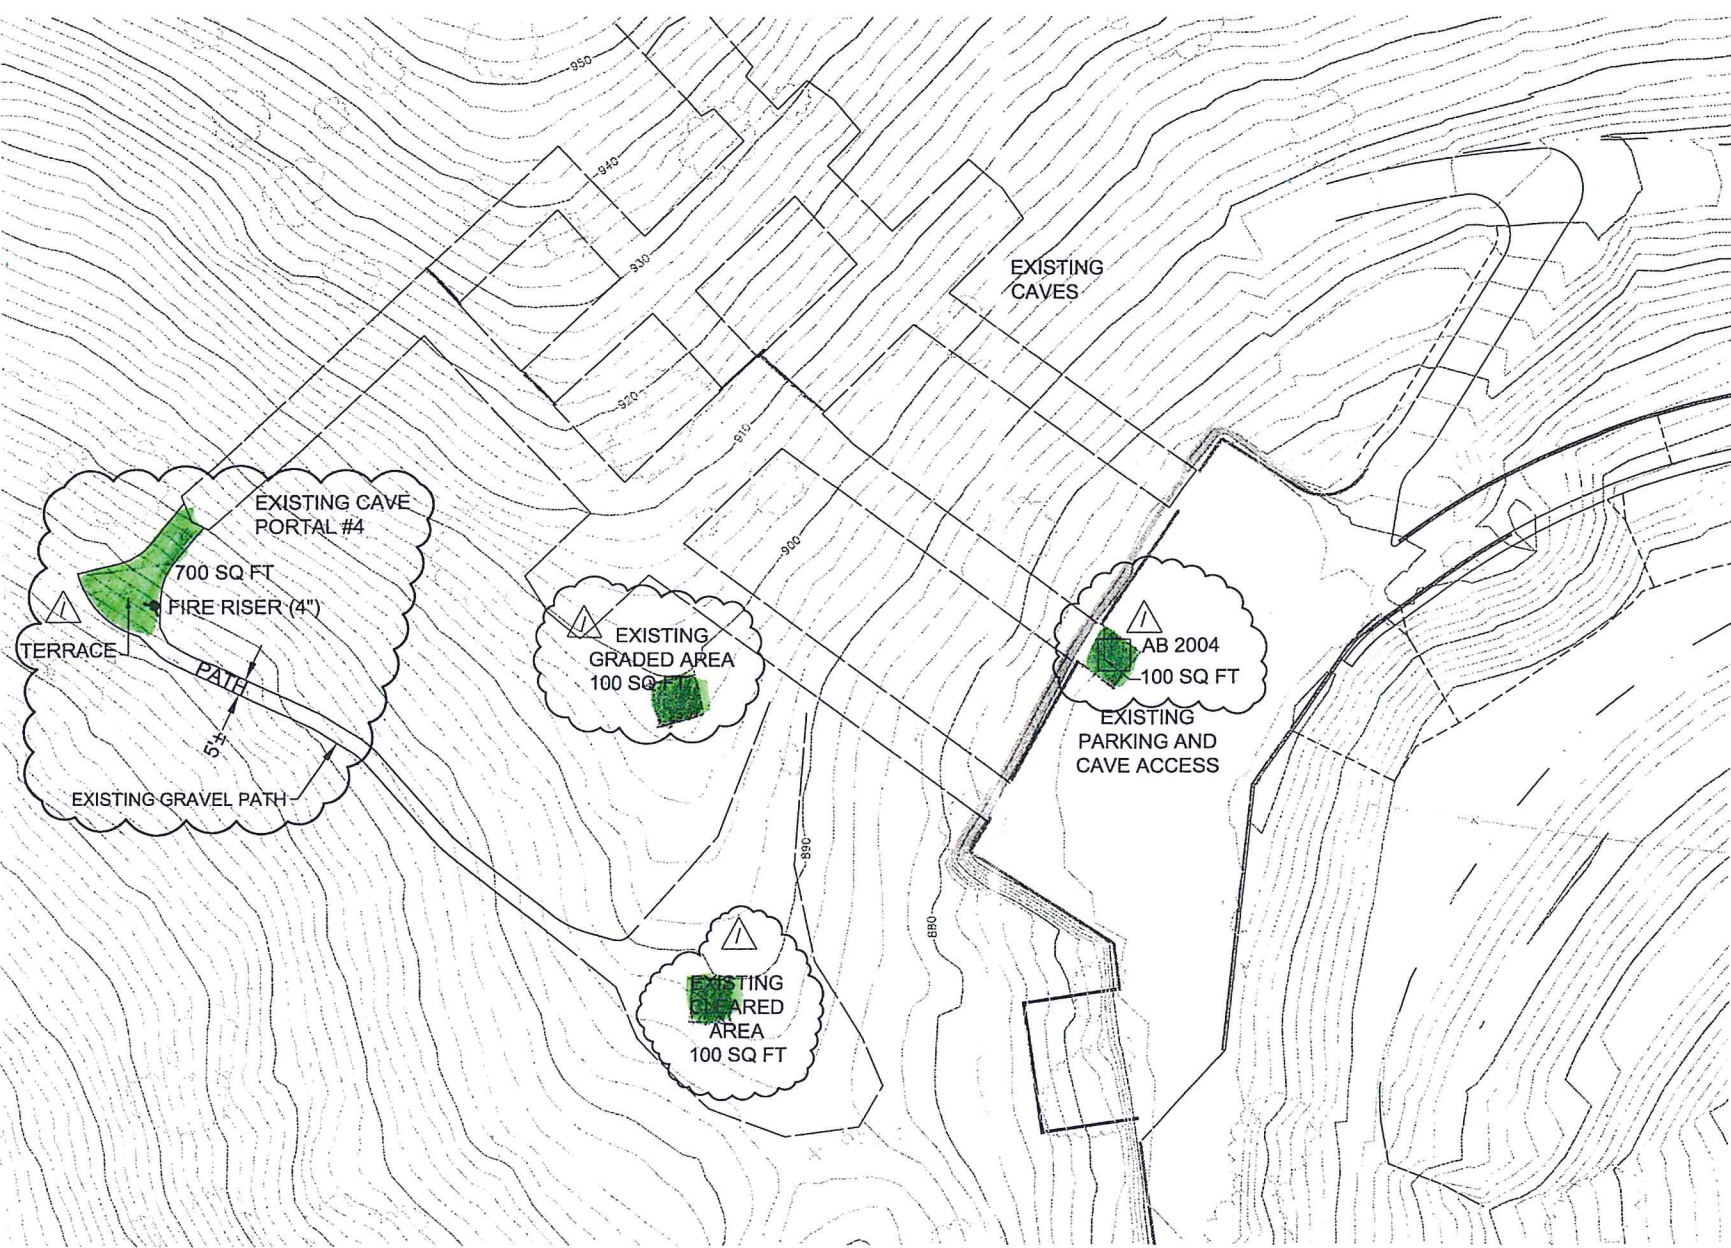 950
940
930
EXISTING
CAVES
920
910
900
EXISTING CAVE
PORTAL #4
700 SQ FT
FIRE RISER (4")
1
TERRACE
PATH
5'±
EXISTING GRAVEL PATH
1
EXISTING
GRADED AREA
100 SQ FT
1
AB 2004
100 SQ FT
EXISTING
PARKING AND
CAVE ACCESS
890
880
1
EXISTING
CLEARED
AREA
100 SQ FT